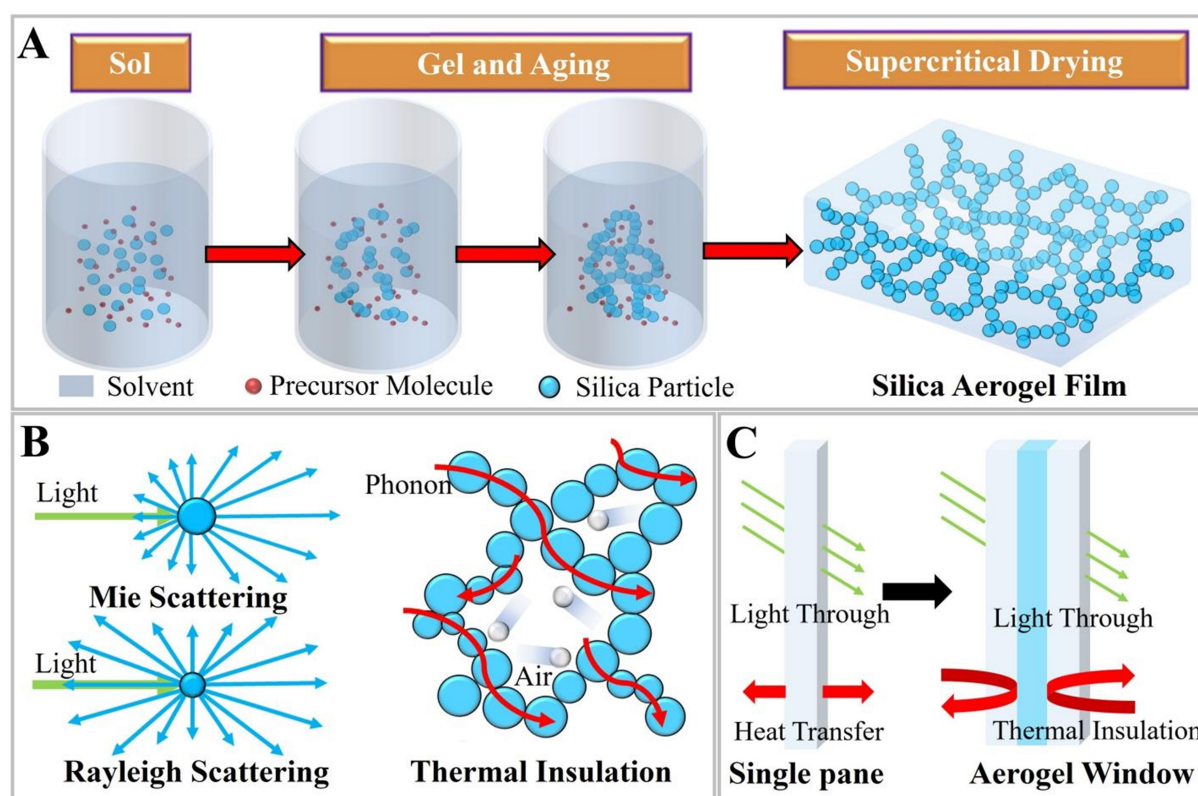 A
Sol
Gel and Aging
Supercritical Drying
Solvent
Precursor Molecule
Silica Particle
Silica Aerogel Film
B
Light
Mie Scattering
Light
Rayleigh Scattering
Phonon
Air
Thermal Insulation
C
Light Through
Heat Transfer
Single pane
Light Through
Thermal Insulation
Aerogel Window